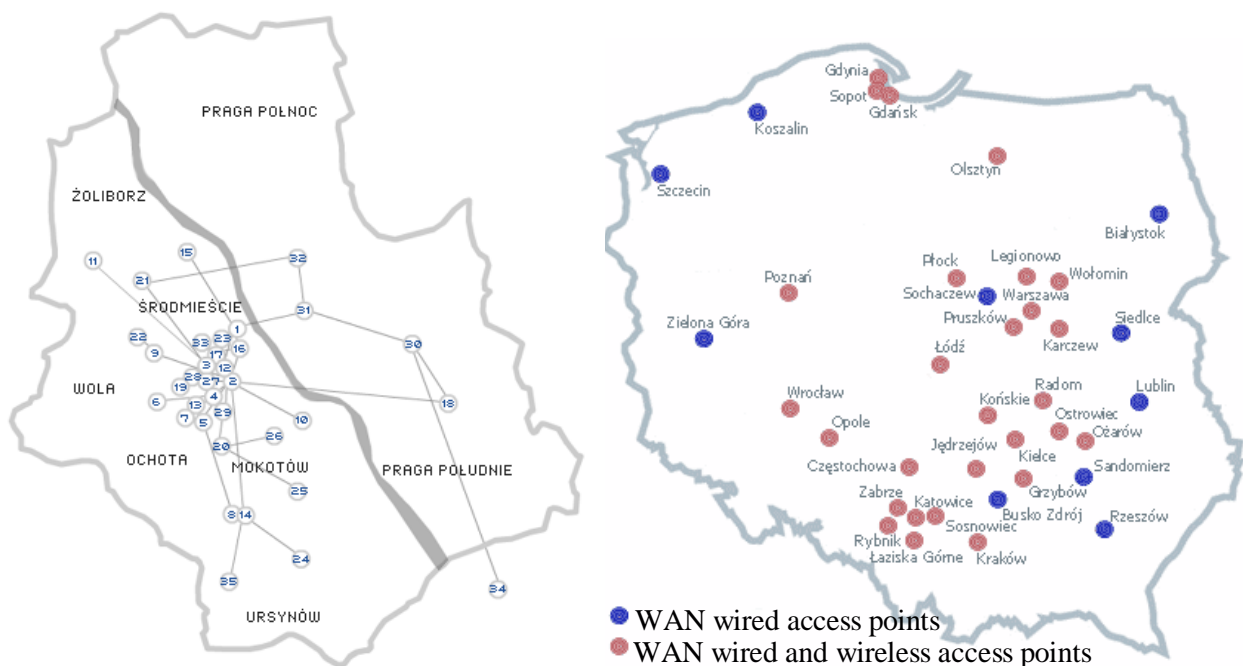 PRAGA PÓŁNOC
ŻOLIBORZ
15
32
11
21
ŚRÓDMIEŚCIE
31
1
22
33
23
30
9
17
16
3
12
WOLA
28
19
27
2
6
4
18
13
7
29
10
5
26
20
OCHOTA
MOKOTÓW
PRAGA POŁUDNIE
25
8
14
24
35
34
URSYNÓW
Gdynia
Sopot
Gdańsk
Koszalin
Olsztyn
Szczecin
Białystok
Płock
Legionowo
Wołomin
Poznań
Sochaczew
Warszawa
Zielona Góra
Pruszków
Siedlce
Karczew
Łódź
Wrocław
Radom
Lublin
Końskie
Ostrowiec
Opole
Ożarów
Jędrzejów
Kielce
Częstochowa
Sandomierz
Grzybów
Zabrze
Katowice
Busko Zdrój
Rzeszów
Sosnowiec
Rybnik
Łaziska Górne
Kraków
WAN wired access points
WAN wired and wireless access points